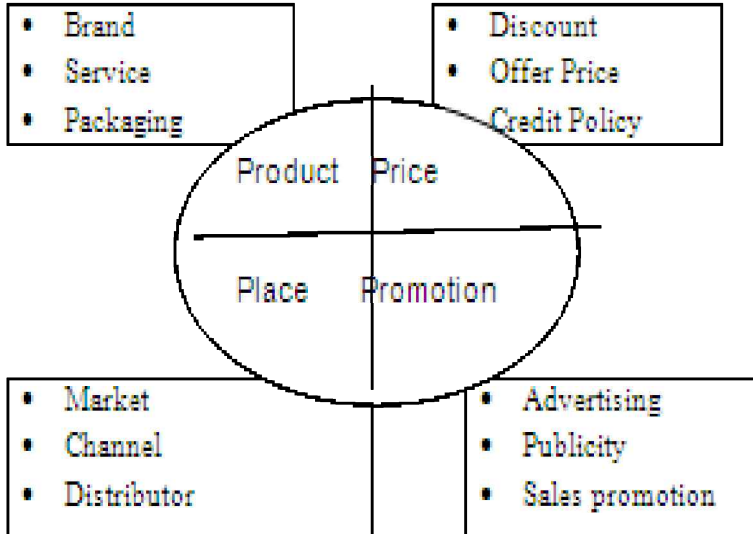 • Brand
• Service
• Packaging
• Discount
• Offer Price
Credit Policy
Product Price
Place Promotion
• Market
• Channel
• Distributor
• Advertising
• Publicity
• Sales promotion